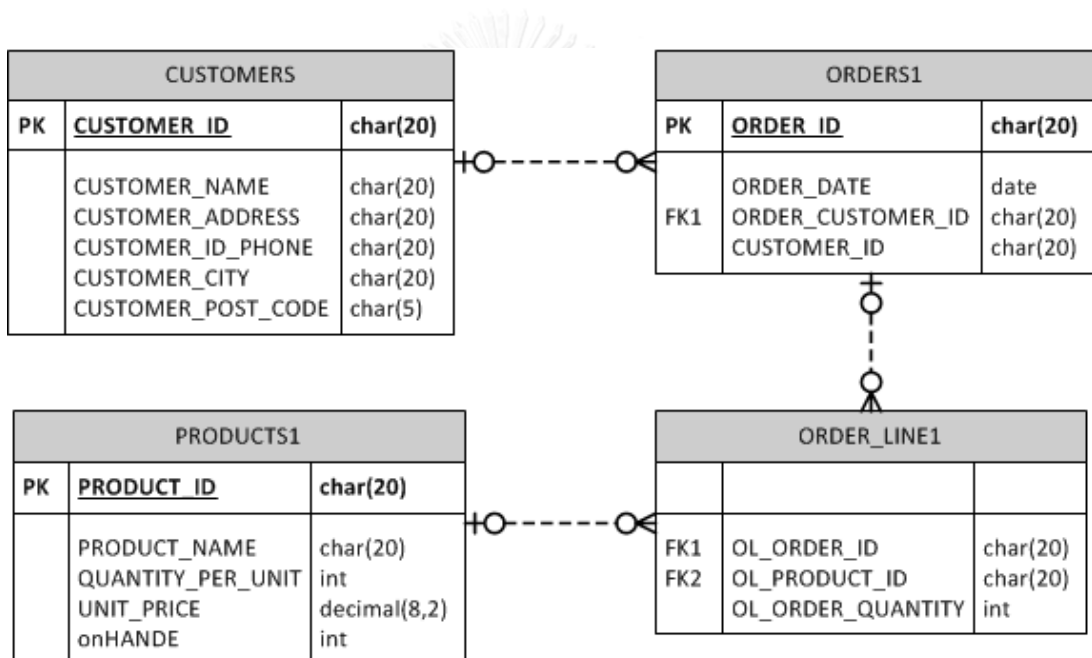 CUSTOMERS
PK CUSTOMER_ID char(20)
CUSTOMER_NAME char(20)
CUSTOMER_ADDRESS char(20)
CUSTOMER_ID_PHONE char(20)
CUSTOMER_CITY char(20)
CUSTOMER_POST_CODE char(5)
ORDERS1
PK ORDER_ID char(20)
ORDER_DATE date
FK1 ORDER_CUSTOMER_ID char(20)
CUSTOMER_ID char(20)
PRODUCTS1
PK PRODUCT_ID char(20)
PRODUCT_NAME char(20)
QUANTITY_PER_UNIT int
UNIT_PRICE decimal(8,2)
onHANDE int
ORDER_LINE1
FK1 OL_ORDER_ID char(20)
FK2 OL_PRODUCT_ID char(20)
OL_ORDER_QUANTITY int